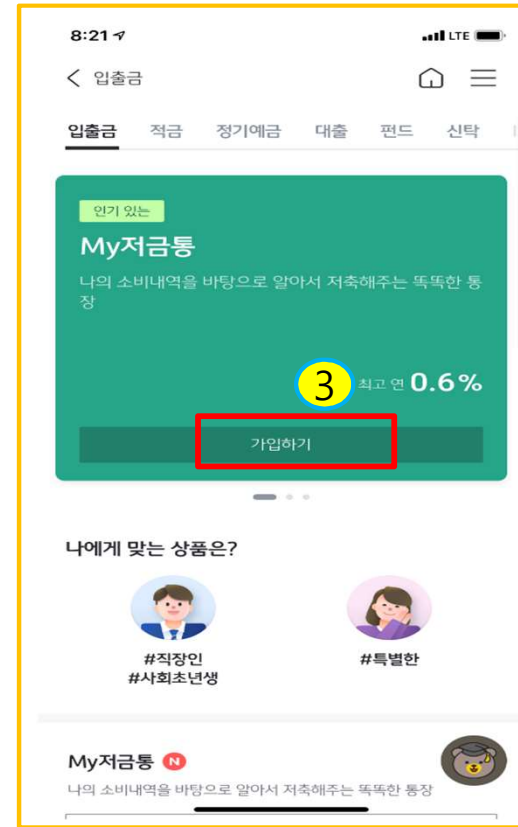 8:21
LTE
입출금
입출금 적금 정기예금 대출 펀드 신탁
인기 있는
My저금통
나의 소비내역을 바탕으로 알아서 저축해주는 똑똑한 통
장
3
최고 연 0.6%
가입하기
나에게 맞는 상품은?
#직장인 #특별한
#사회초년생
My저금통 N
나의 소비내역을 바탕으로 알아서 저축해주는 똑똑한 통장